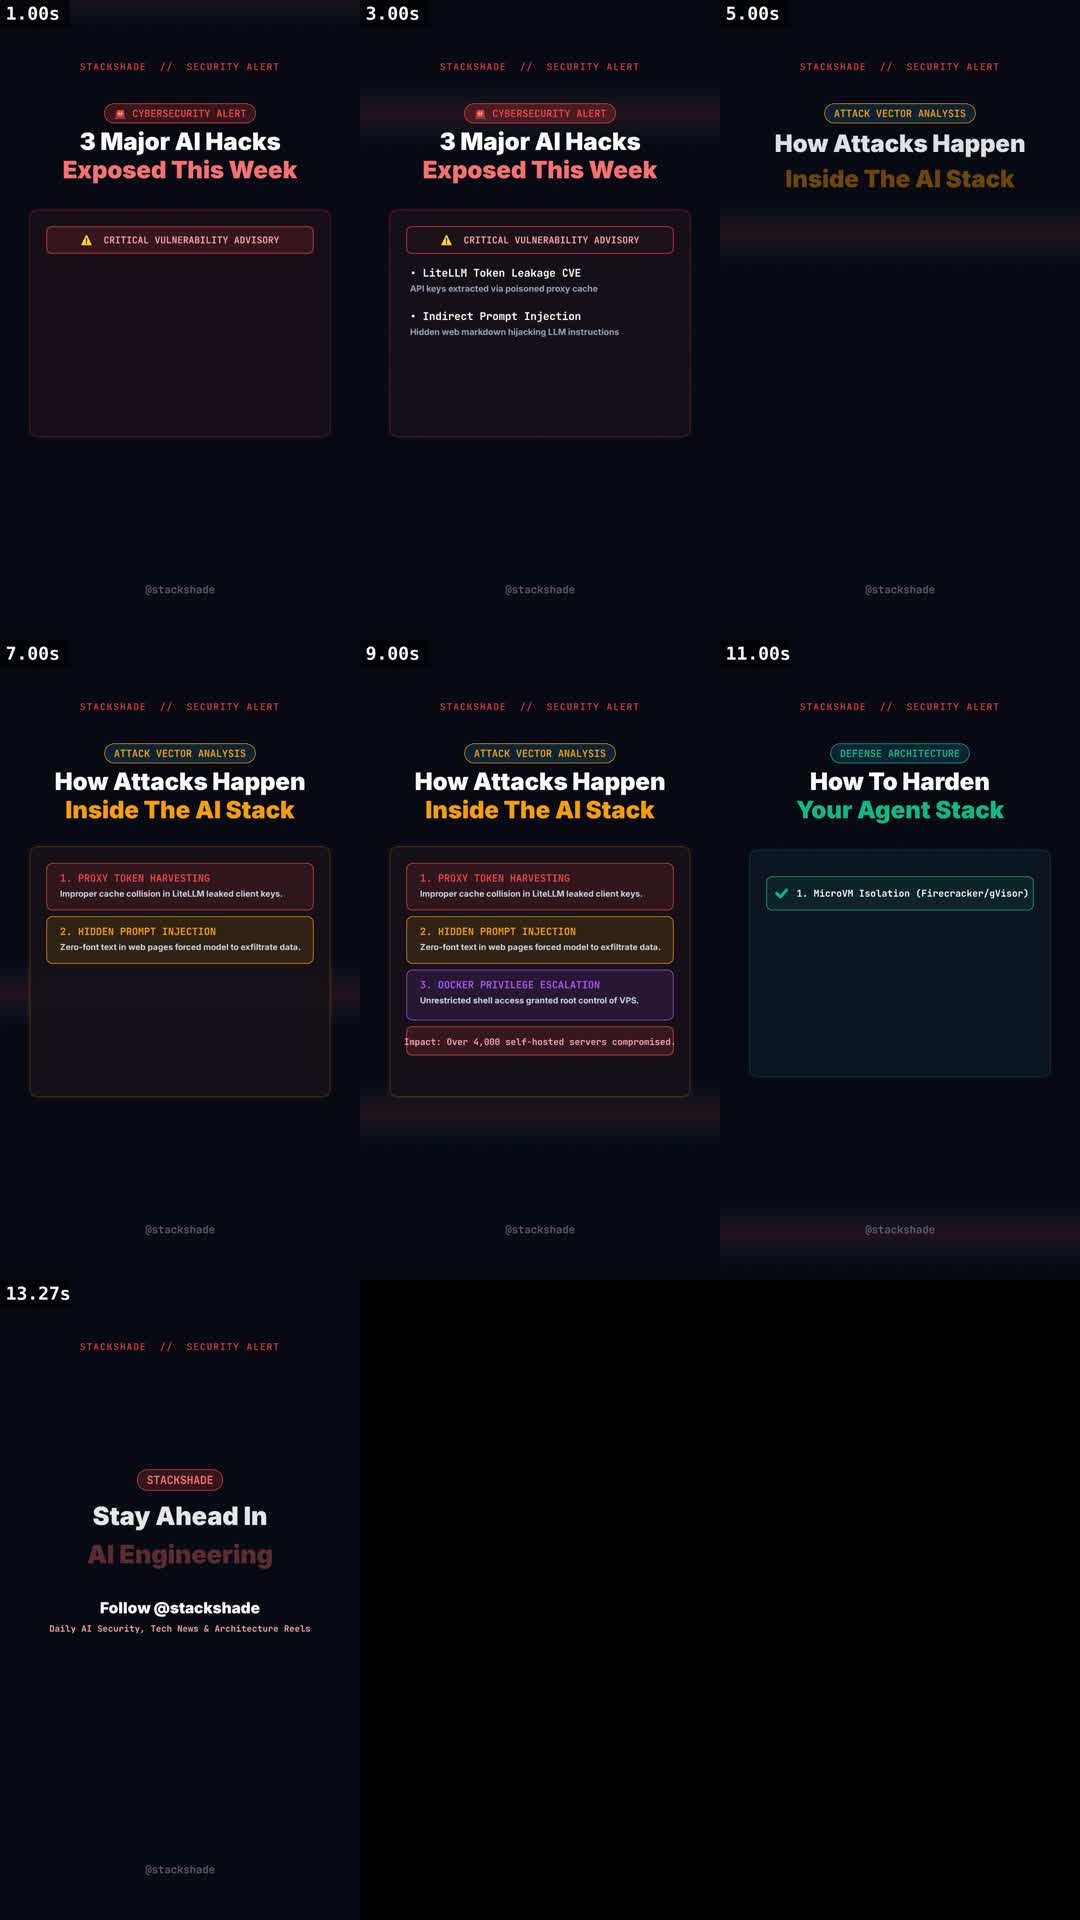 1.00s
STACKSHADE // SECURITY ALERT
🚨 CYBERSECURITY ALERT
3 Major AI Hacks
Exposed This Week
⚠️ CRITICAL VULNERABILITY ADVISORY
@stackshade
3.00s
STACKSHADE // SECURITY ALERT
🚨 CYBERSECURITY ALERT
3 Major AI Hacks
Exposed This Week
⚠️ CRITICAL VULNERABILITY ADVISORY
• LiteLLM Token Leakage CVE
API keys extracted via poisoned proxy cache
• Indirect Prompt Injection
Hidden web markdown hijacking LLM instructions
@stackshade
5.00s
STACKSHADE // SECURITY ALERT
ATTACK VECTOR ANALYSIS
How Attacks Happen
Inside The AI Stack
@stackshade
7.00s
STACKSHADE // SECURITY ALERT
ATTACK VECTOR ANALYSIS
How Attacks Happen
Inside The AI Stack
1. PROXY TOKEN HARVESTING
Improper cache collision in LiteLLM leaked client keys.
2. HIDDEN PROMPT INJECTION
Zero-font text in web pages forced model to exfiltrate data.
@stackshade
9.00s
STACKSHADE // SECURITY ALERT
ATTACK VECTOR ANALYSIS
How Attacks Happen
Inside The AI Stack
1. PROXY TOKEN HARVESTING
Improper cache collision in LiteLLM leaked client keys.
2. HIDDEN PROMPT INJECTION
Zero-font text in web pages forced model to exfiltrate data.
3. DOCKER PRIVILEGE ESCALATION
Unrestricted shell access granted root control of VPS.
Impact: Over 4,000 self-hosted servers compromised.
@stackshade
11.00s
STACKSHADE // SECURITY ALERT
DEFENSE ARCHITECTURE
How To Harden
Your Agent Stack
✔ 1. MicroVM Isolation (Firecracker/gVisor)
@stackshade
13.27s
STACKSHADE // SECURITY ALERT
STACKSHADE
Stay Ahead In
AI Engineering
Follow @stackshade
Daily AI Security, Tech News & Architecture Reels
@stackshade